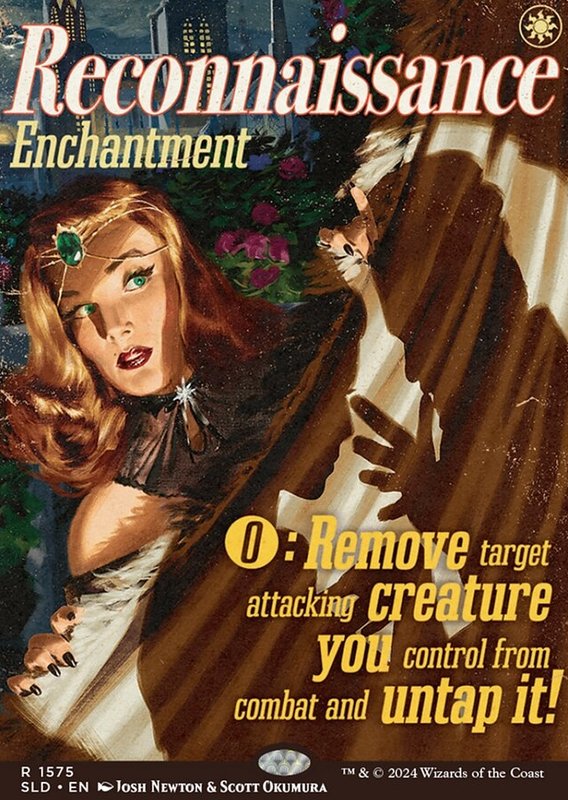 Reconnaissance
Enchantment
0: Remove target
attacking creature
you control from
combat and untap it!
R 1575
SLD • EN Josh Newton & Scott Okumura
™ & © 2024 Wizards of the Coast